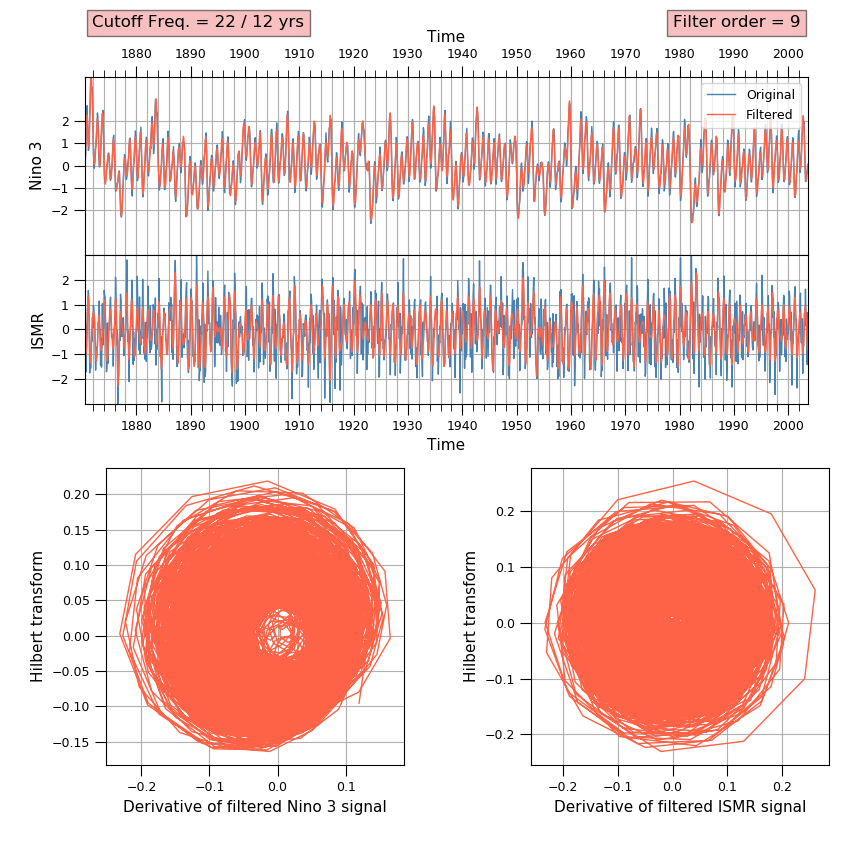 Cutoff Freq. = 22 / 12 yrs
Filter order = 9
Time
1880 1890 1900 1910 1920 1930 1940 1950 1960 1970 1980 1990 2000
Original
Filtered
Nino 3
2
1
0
−1
−2
ISMR
2
1
0
−1
−2
1880 1890 1900 1910 1920 1930 1940 1950 1960 1970 1980 1990 2000
Time
Hilbert transform
0.20
0.15
0.10
0.05
0.00
−0.05
−0.10
−0.15
−0.2 −0.1 0.0 0.1
Derivative of filtered Nino 3 signal
Hilbert transform
0.2
0.1
0.0
−0.1
−0.2
−0.2 −0.1 0.0 0.1 0.2
Derivative of filtered ISMR signal